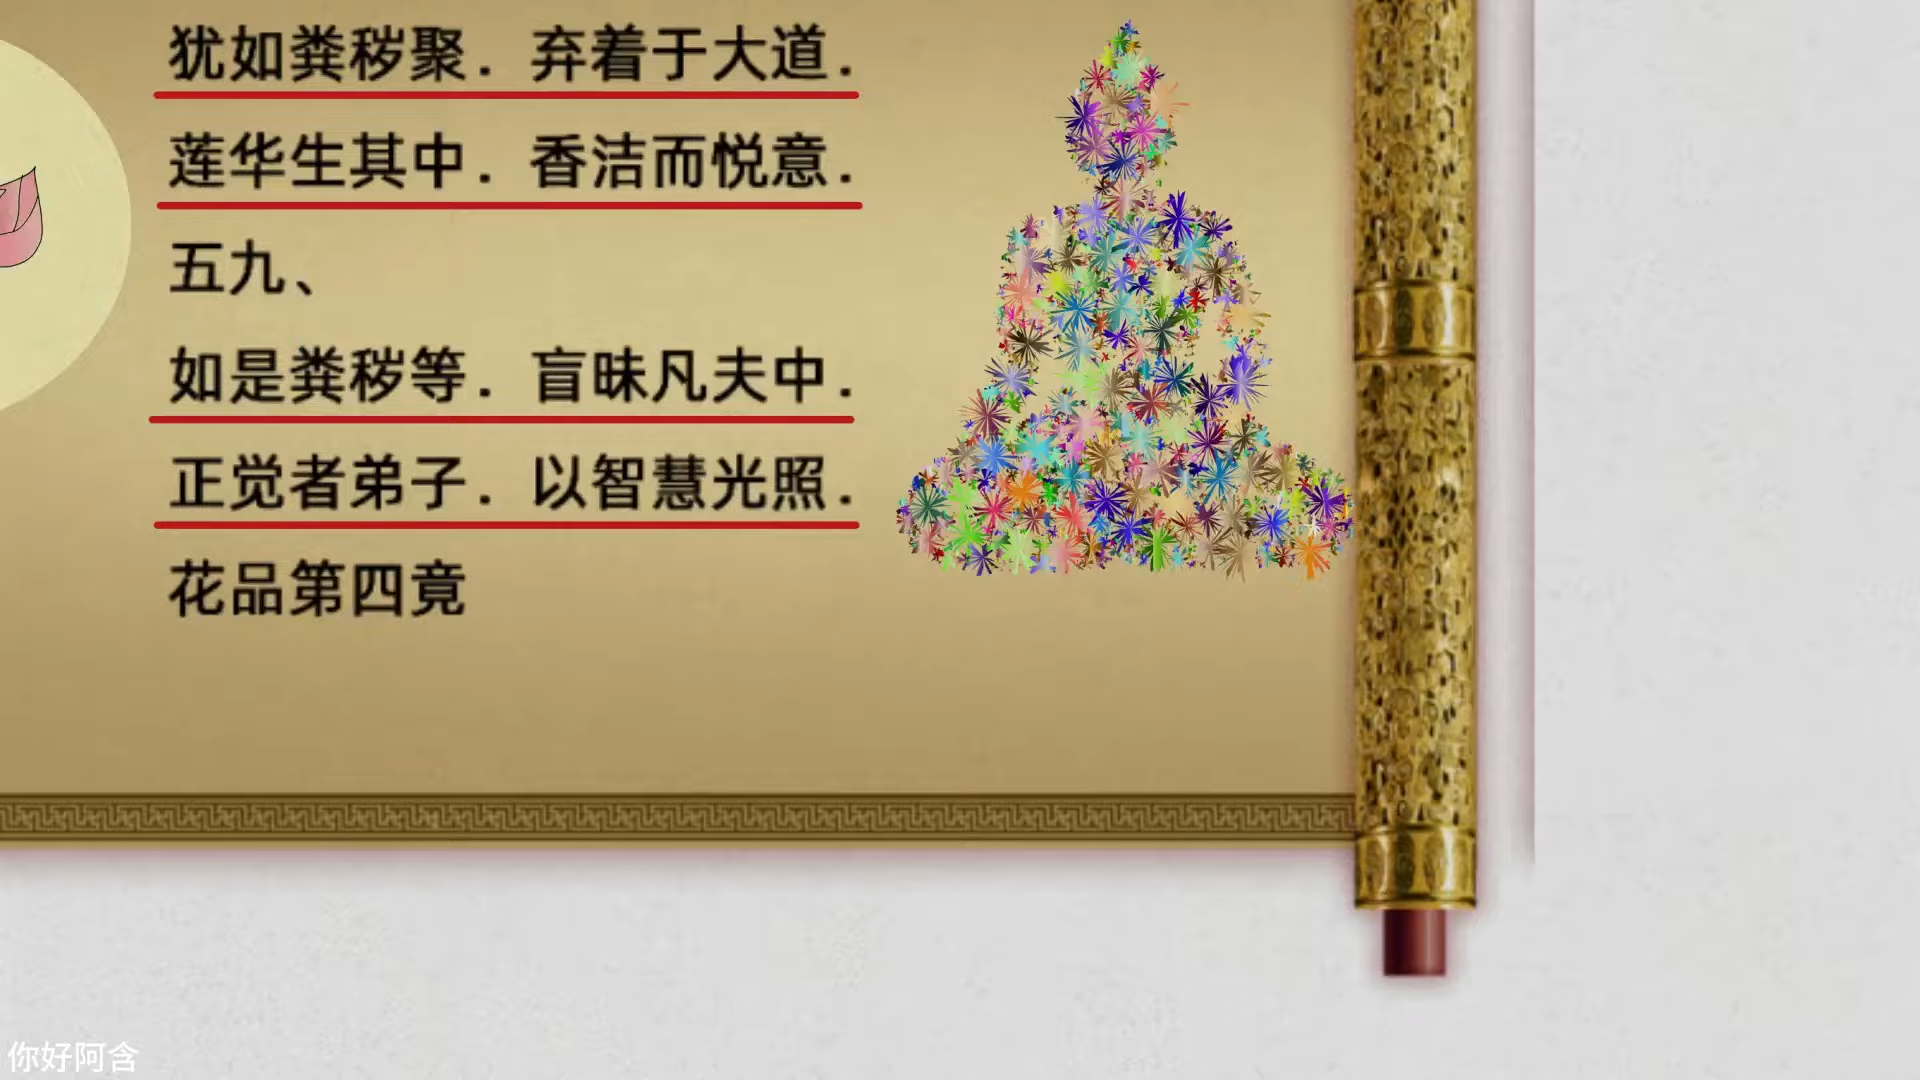 犹如粪秽聚．弃着于大道．
莲华生其中．香洁而悦意．
五九、
如是粪秽等．盲昧凡夫中．
正觉者弟子．以智慧光照．
花品第四竟
你好阿含